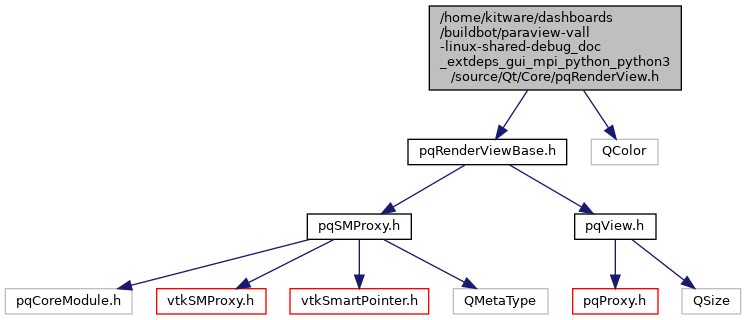 /home/kitware/dashboards
/buildbot/paraview-vall
-linux-shared-debug_doc
_extdeps_gui_mpi_python_python3
/source/Qt/Core/pqRenderView.h
pqRenderViewBase.h
QColor
pqSMProxy.h
pqView.h
pqCoreModule.h
vtkSMProxy.h
vtkSmartPointer.h
QMetaType
pqProxy.h
QSize